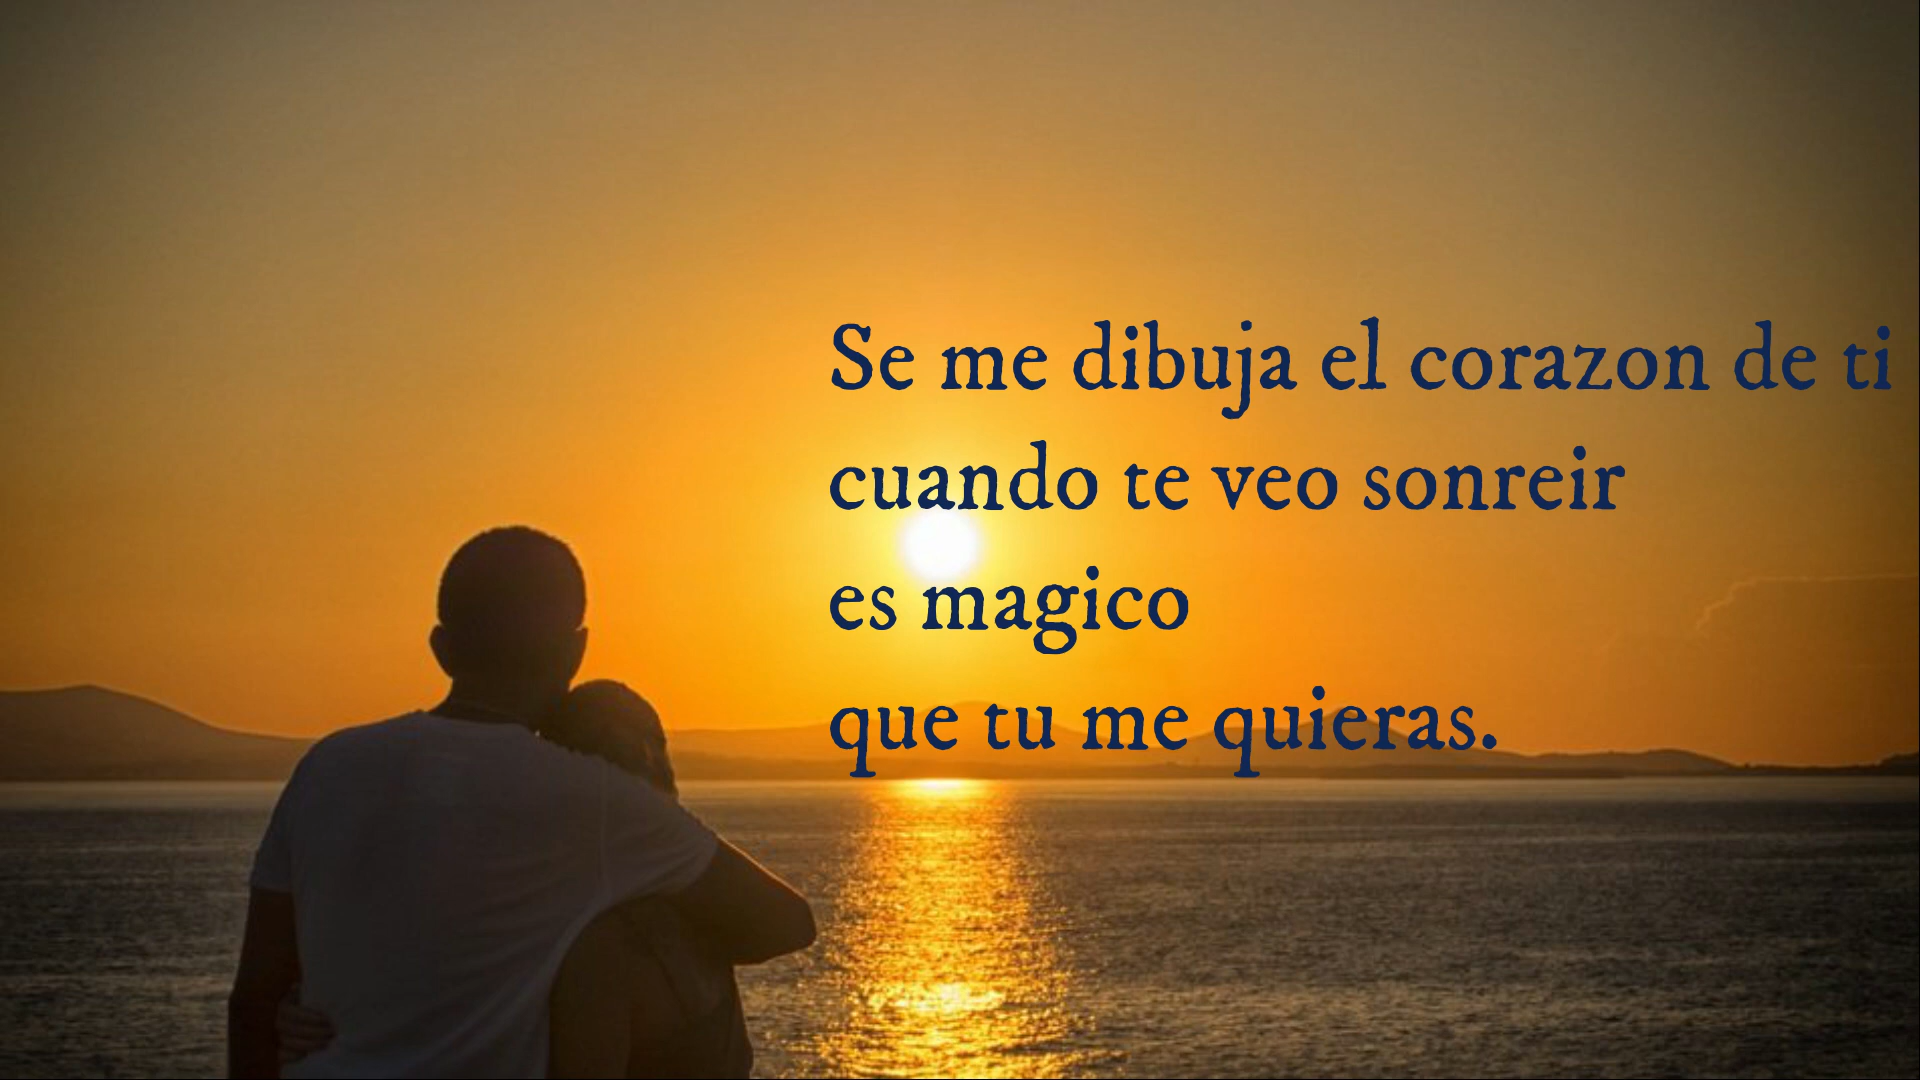 Se me dibuja el corazon de ti
cuando te veo sonreir
es magico
que tu me quieras.